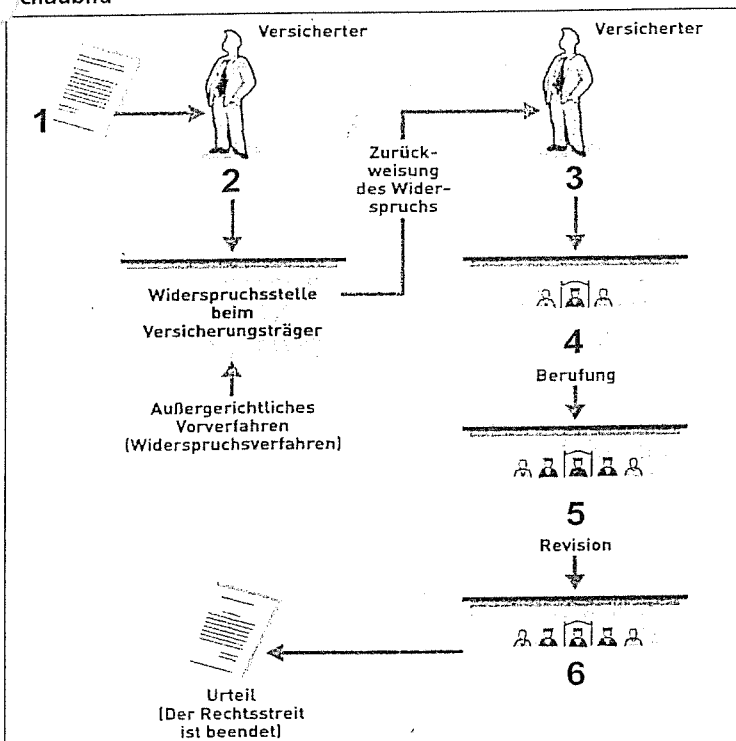 Versicherter
Versicherter
1
2
Zurück-
weisung
des Wider-
spruchs
3
Widerspruchsstelle
beim
Versicherungsträger
4
Berufung
Außergerichtliches
Vorverfahren
(Widerspruchsverfahren)
5
Revision
6
Urteil
(Der Rechtsstreit
ist beendet)